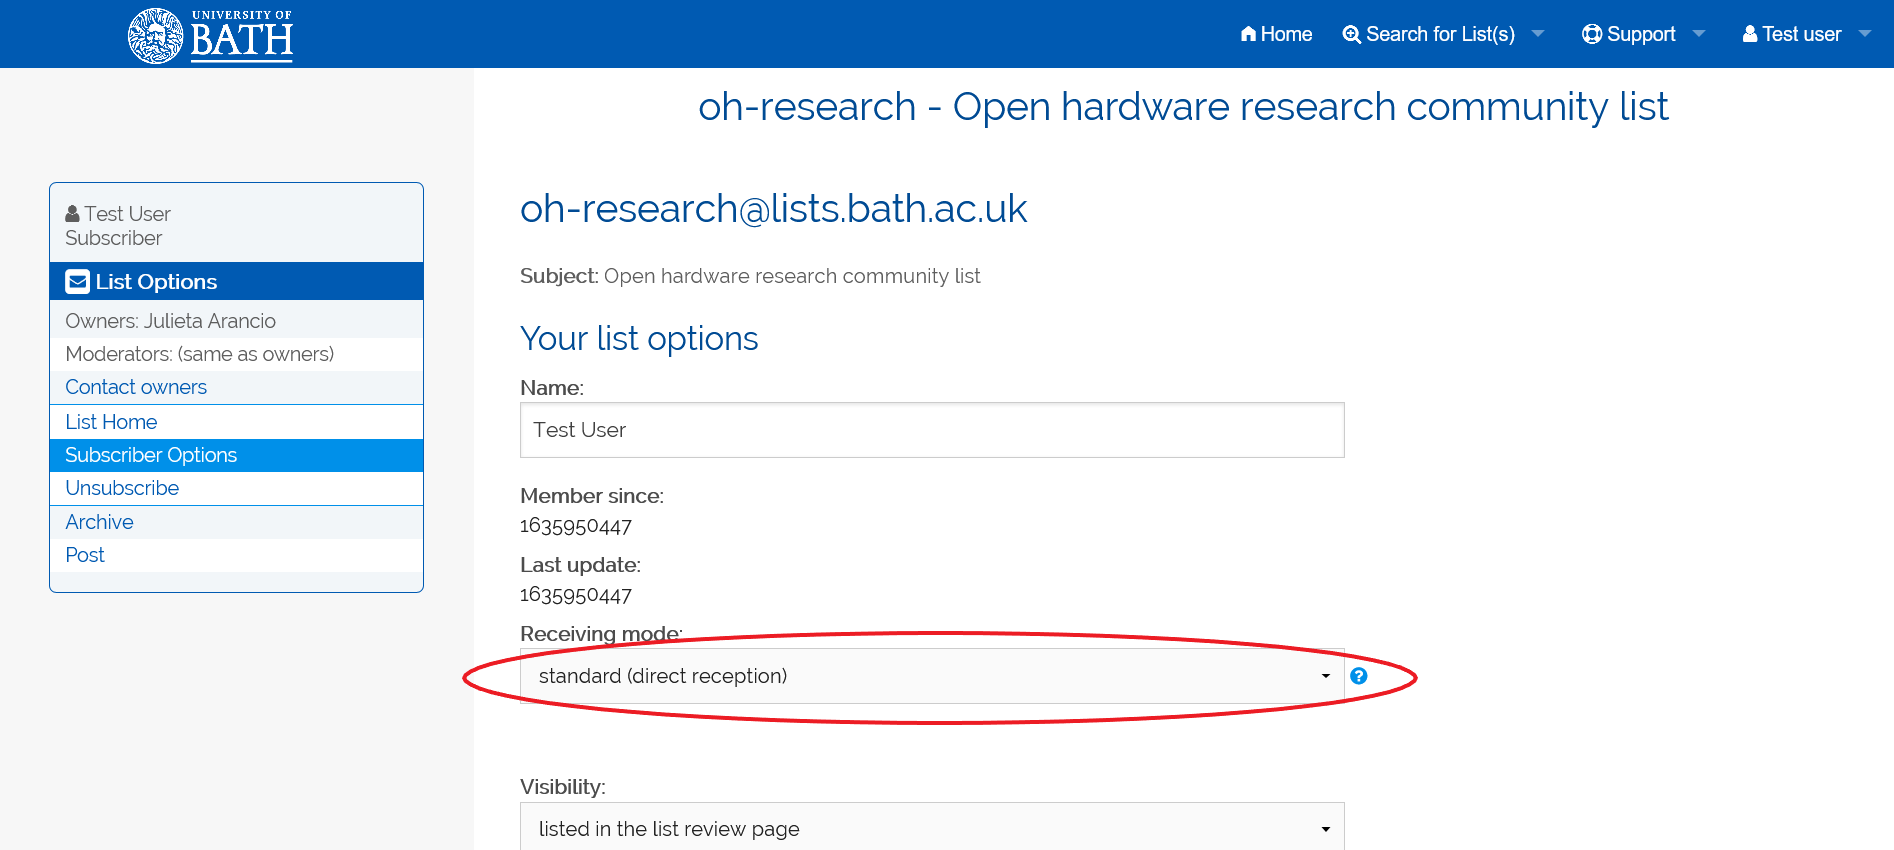 UNIVERSITY OF
BATH
Home
Search for List(s)
Support
Test user
oh-research - Open hardware research community list
Test User
Subscriber
List Options
Owners: Julieta Arancio
Moderators: (same as owners)
Contact owners
List Home
Subscriber Options
Unsubscribe
Archive
Post
oh-research@lists.bath.ac.uk
Subject: Open hardware research community list
Your list options
Name:
Test User
Member since:
1635950447
Last update:
1635950447
Receiving mode:
standard (direct reception)
?
Visibility:
listed in the list review page